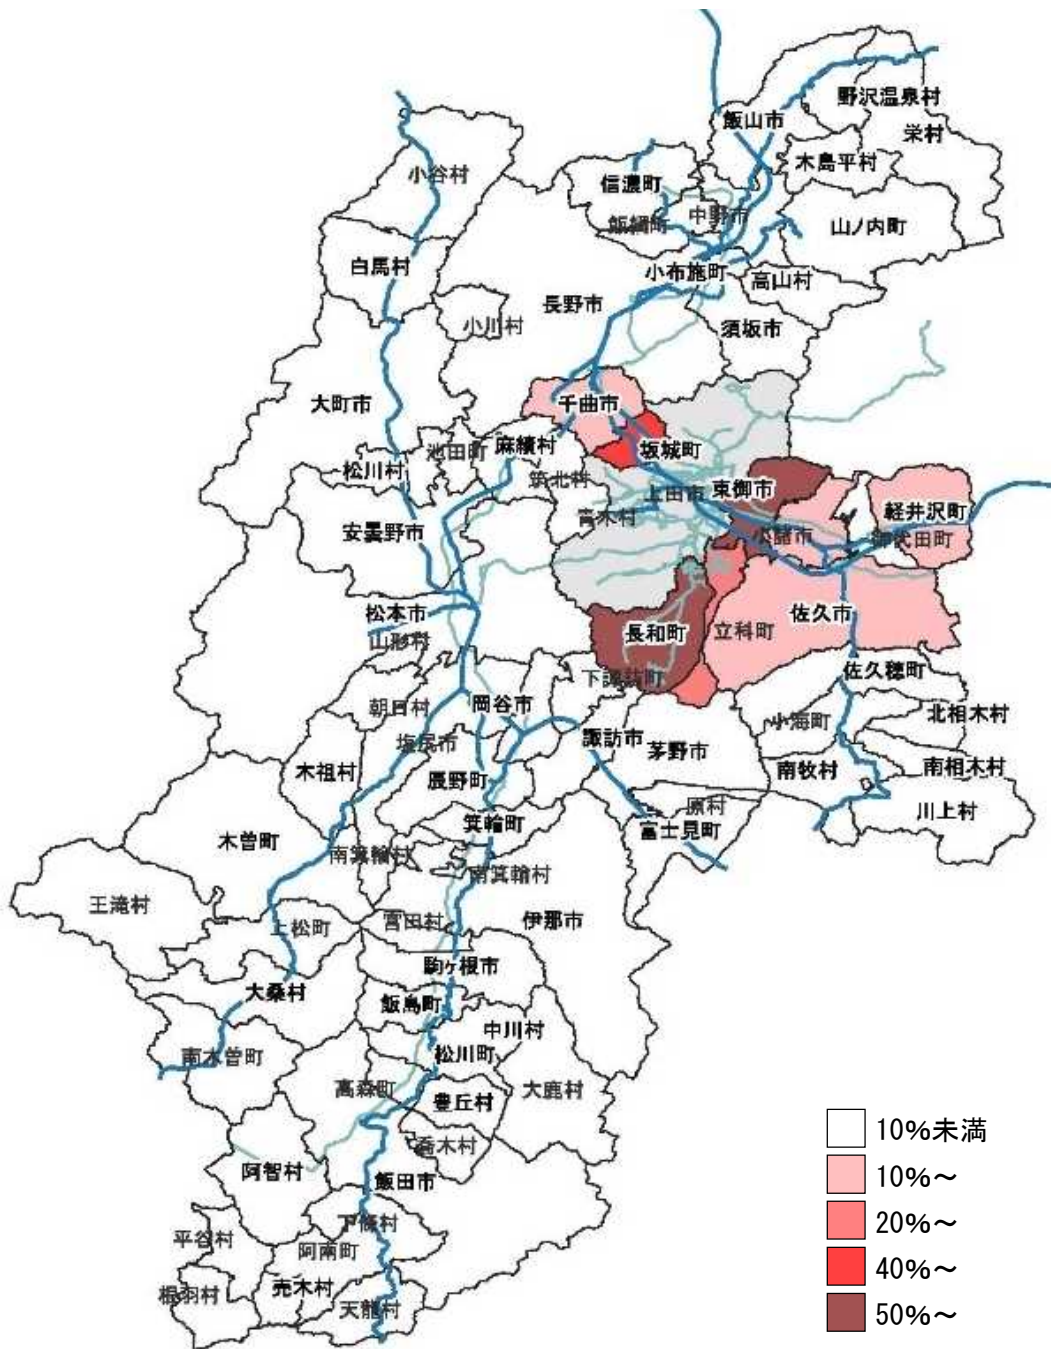 野沢温泉村
飯山市
栄村
木島平村
小谷村
信濃町
中野市
飯綱町
山ノ内町
白馬村
小布施町
高山村
長野市
小川村
須坂市
大町市
千曲市
池田町
麻績村
坂城町
松川村
筑北村
上田市
東御市
青木村
軽井沢町
安曇野市
小諸市
御代田町
松本市
山形村
長和町
立科町
佐久市
下諏訪町
佐久穂町
朝日村
岡谷市
塩尻市
諏訪市
茅野市
小海町
北相木村
木祖村
辰野町
南牧村
南相木村
原村
川上村
箕輪町
富士見町
木曽町
南箕輪村
南箕輪村
王滝村
上松町
宮田村
伊那市
駒ヶ根市
大桑村
飯島町
中川村
南木曽町
松川町
高森町
大鹿村
豊丘村
喬木村
阿智村
飯田市
下條村
平谷村
阿南町
売木村
根羽村
天龍村
10%未満
10%～
20%～
40%～
50%～